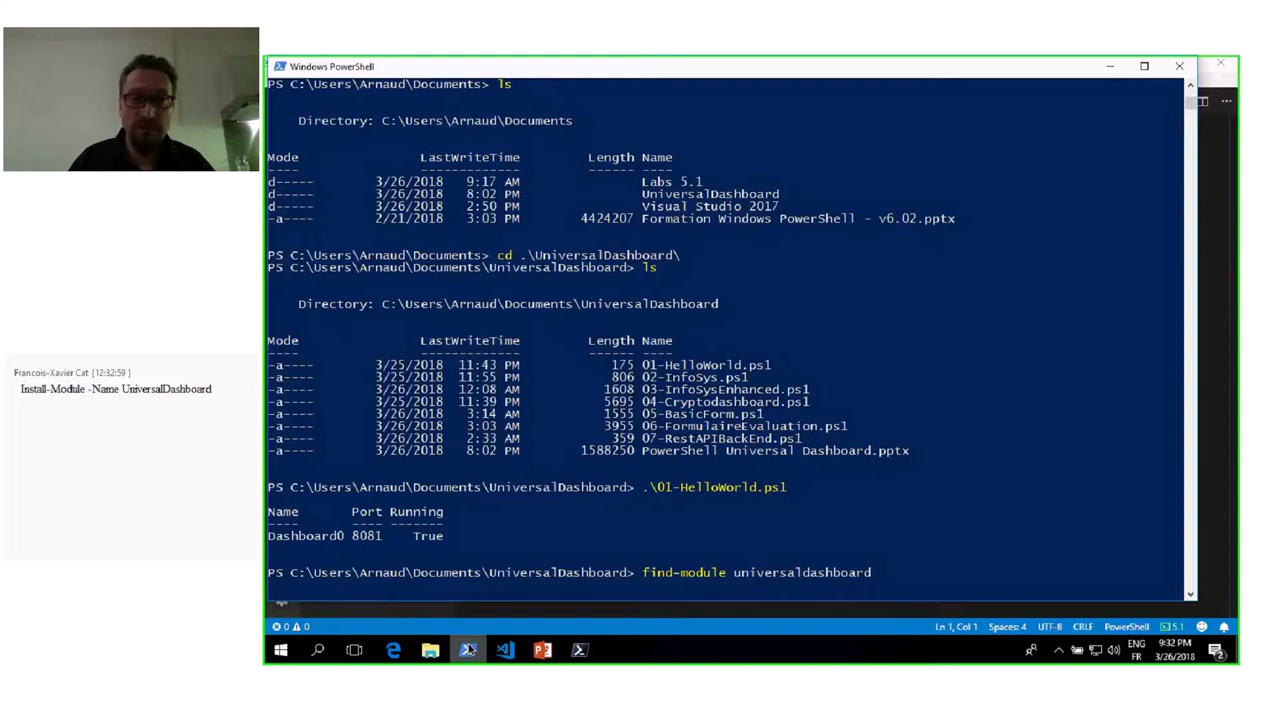 Windows PowerShell
PS C:\Users\Arnaud\Documents> ls
Directory: C:\Users\Arnaud\Documents
Mode LastWriteTime Length Name
---- ------------- ------ ----
d----- 3/26/2018 9:17 AM Labs 5.1
d----- 3/26/2018 8:02 PM UniversalDashboard
d----- 3/26/2018 2:50 PM Visual Studio 2017
-a---- 2/21/2018 3:03 PM 4424207 Formation Windows PowerShell - v6.02.pptx
PS C:\Users\Arnaud\Documents> cd .\UniversalDashboard\
PS C:\Users\Arnaud\Documents\UniversalDashboard> ls
Directory: C:\Users\Arnaud\Documents\UniversalDashboard
Mode LastWriteTime Length Name
---- ------------- ------ ----
-a---- 3/25/2018 11:43 PM 175 01-HelloWorld.ps1
-a---- 3/25/2018 11:55 PM 806 02-InfoSys.ps1
-a---- 3/26/2018 12:08 AM 1608 03-InfoSysEnhanced.ps1
-a---- 3/25/2018 11:39 PM 5695 04-Cryptodashboard.ps1
-a---- 3/26/2018 3:14 AM 1555 05-BasicForm.ps1
-a---- 3/26/2018 3:03 AM 3955 06-FormulaireEvaluation.ps1
-a---- 3/26/2018 2:33 AM 359 07-RestAPIBackEnd.ps1
-a---- 3/26/2018 8:02 PM 1588250 PowerShell Universal Dashboard.pptx
PS C:\Users\Arnaud\Documents\UniversalDashboard> .\01-HelloWorld.ps1
Name Port Running
---- ---- -------
Dashboard0 8081 True
PS C:\Users\Arnaud\Documents\UniversalDashboard> find-module universaldashboard
Francois-Xavier Cat [12:32:59]
Install-Module -Name UniversalDashboard
0 0 Ln 1, Col 1 Spaces: 4 UTF-8 CRLF PowerShell 5.1
ENG 9:32 PM
FR 3/26/2018 2